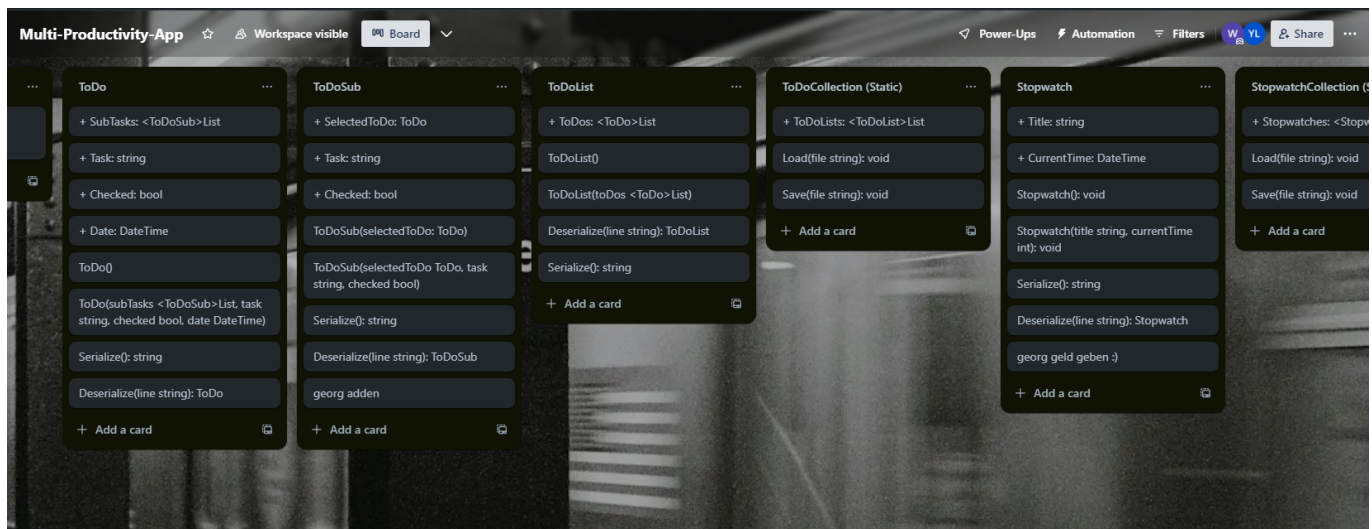 Multi-Productivity-App
Workspace visible
Board
Power-Ups
Automation
Filters
W
YL
Share
ToDo
+ SubTasks: <ToDoSub>List
+ Task: string
+ Checked: bool
+ Date: DateTime
ToDo()
ToDo(subTasks <ToDoSub>List, task
string, checked bool, date DateTime)
Serialize(): string
Deserialize(line string): ToDo
+ Add a card
ToDoSub
+ SelectedToDo: ToDo
+ Task: string
+ Checked: bool
ToDoSub(selectedToDo: ToDo)
ToDoSub(selectedToDo ToDo, task
string, checked bool)
Serialize(): string
Deserialize(line string): ToDoSub
georg adden
+ Add a card
ToDoList
+ ToDos: <ToDo>List
ToDoList()
ToDoList(toDos <ToDo>List)
Deserialize(line string): ToDoList
Serialize(): string
+ Add a card
ToDoCollection (Static)
+ ToDoLists: <ToDoList>List
Load(file string): void
Save(file string): void
+ Add a card
Stopwatch
+ Title: string
+ CurrentTime: DateTime
Stopwatch(): void
Stopwatch(title string, currentTime
int): void
Serialize(): string
Deserialize(line string): Stopwatch
georg geld geben :)
+ Add a card
StopwatchCollection (S
+ Stopwatches: <Stopw
Load(file string): void
Save(file string): void
+ Add a card